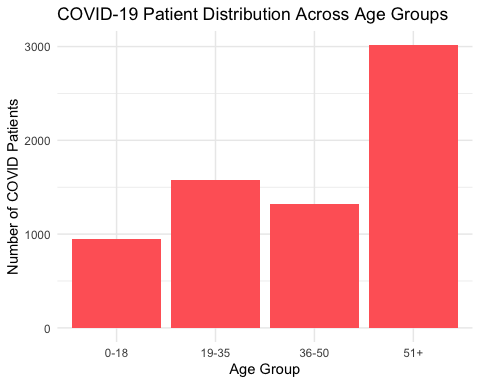 COVID-19 Patient Distribution Across Age Groups
Number of COVID Patients
3000
2000
1000
0
0-18
19-35
36-50
51+
Age Group